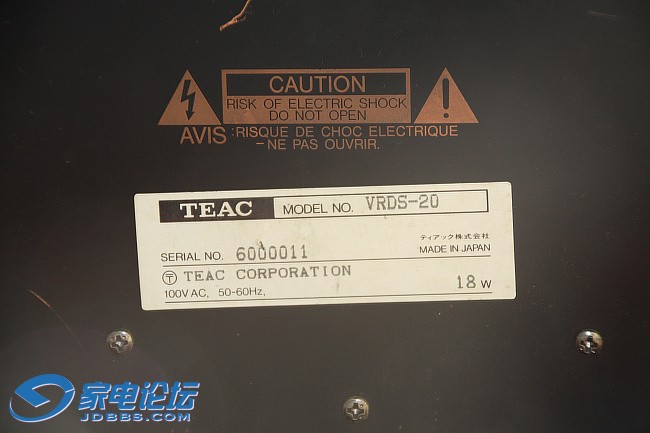 CAUTION
RISK OF ELECTRIC SHOCK
DO NOT OPEN
AVIS :RISQUE DE CHOC ELECTRIQUE
-NE PAS OUVRIR.
TEAC MODEL NO. VRDS-20
ティアック株式会社
SERIAL NO. 6000011 MADE IN JAPAN
〒 TEAC CORPORATION
100V AC, 50-60Hz, 18 W
家电论坛
JDBBS.COM